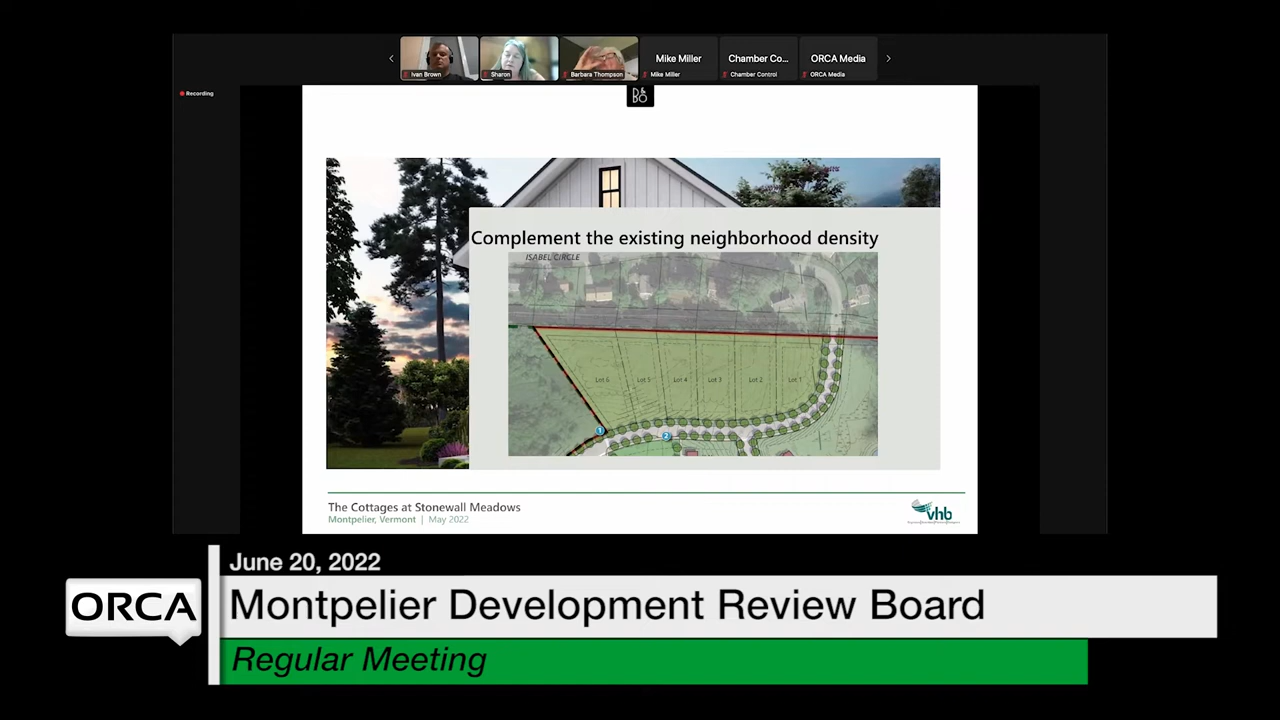 Mike Miller
Chamber Co...
ORCA Media
Ivan Brown
Sharon
Barbara Thompson
Mike Miller
Chamber Control
ORCA Media
Recording
D&
BO
Complement the existing neighborhood density
ISABEL CIRCLE
Lot 6
Lot 5
Lot 4
Lot 3
Lot 2
Lot 1
1
2
The Cottages at Stonewall Meadows
Montpelier, Vermont | May 2022
vhb
June 20, 2022
ORCA
Montpelier Development Review Board
Regular Meeting